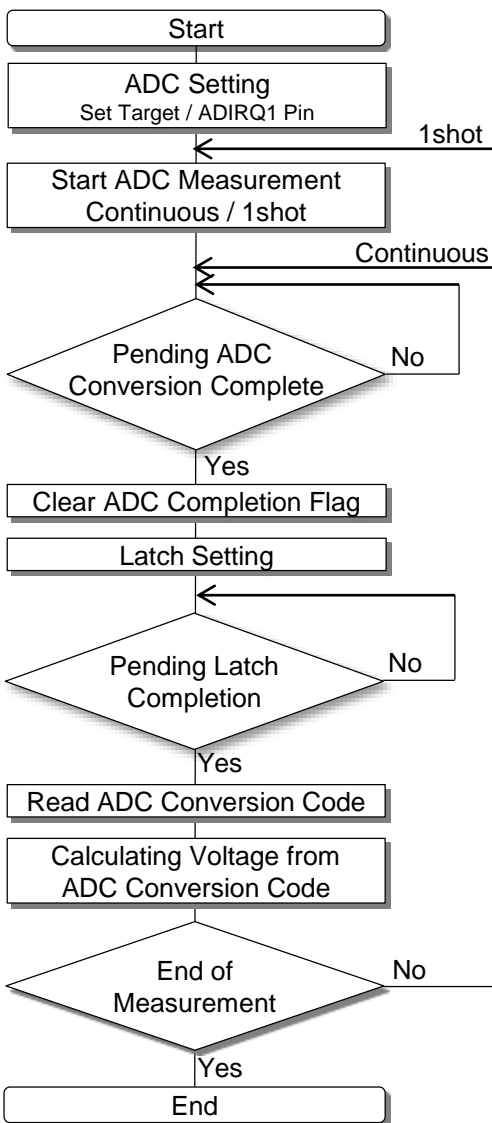 Start
ADC Setting
Set Target / ADIRQ1 Pin
1shot
Start ADC Measurement
Continuous / 1shot
Continuous
Pending ADC
Conversion Complete
No
Yes
Clear ADC Completion Flag
Latch Setting
Pending Latch
Completion
No
Yes
Read ADC Conversion Code
Calculating Voltage from
ADC Conversion Code
End of
Measurement
No
Yes
End